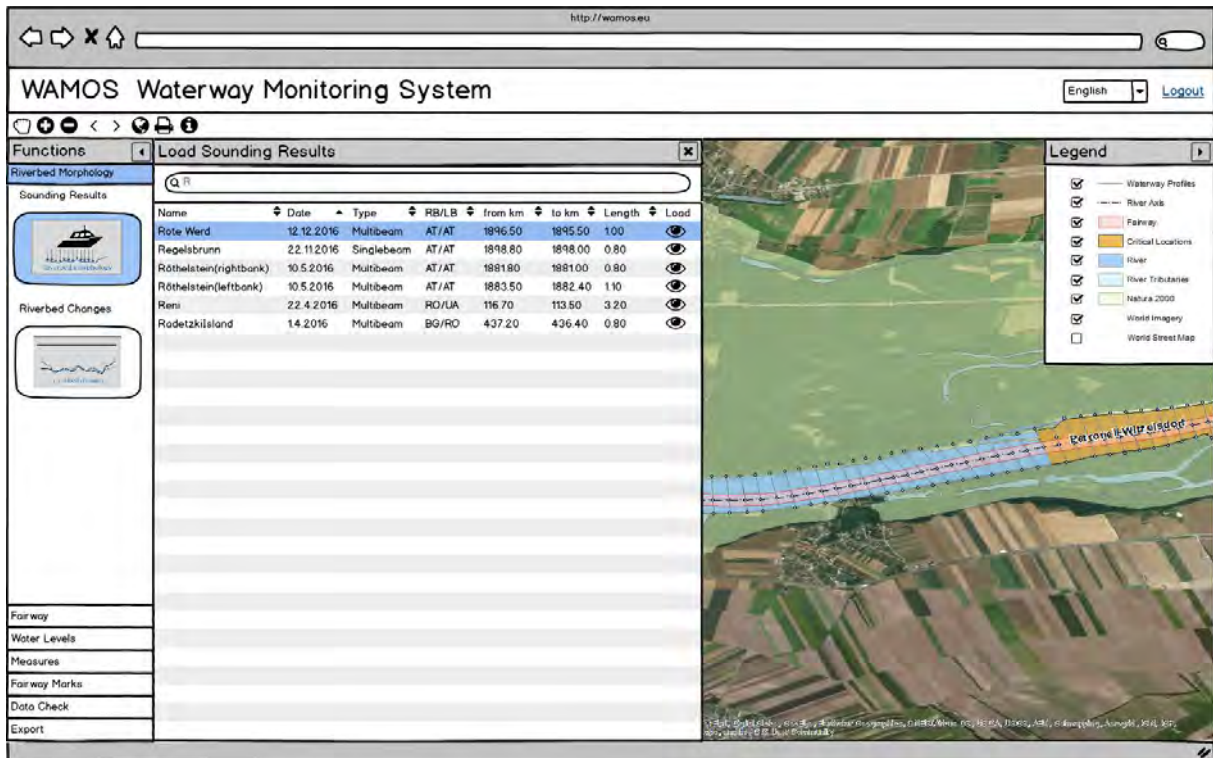 http://wamos.eu
WAMOS Waterway Monitoring System
English
Logout
Functions
Riverbed Morphology
Sounding Results
Riverbed Changes
Fairway
Water Levels
Measures
Fairway Marks
Data Check
Export
Load Sounding Results
R
Name Date Type RB/LB from km to km Length Load
Rote Werd 12.12.2016 Multibeam AT/AT 1896.50 1895.50 1.00
Regelsbrunn 22.11.2016 Singlebeam AT/AT 1898.80 1898.00 0.80
Röthelstein(rightbank) 10.5.2016 Multibeam AT/AT 1881.80 1881.00 0.80
Röthelstein(leftbank) 10.5.2016 Multibeam AT/AT 1883.50 1882.40 1.10
Reni 22.4.2016 Multibeam RO/UA 116.70 113.50 3.20
RadetzkiIsland 1.4.2016 Multibeam BG/RO 437.20 436.40 0.80
Legend
Waterway Profiles
River Axis
Fairway
Critical Locations
River
River Tributaries
Natura 2000
World Imagery
World Street Map
Petronell-Witzelsdorf